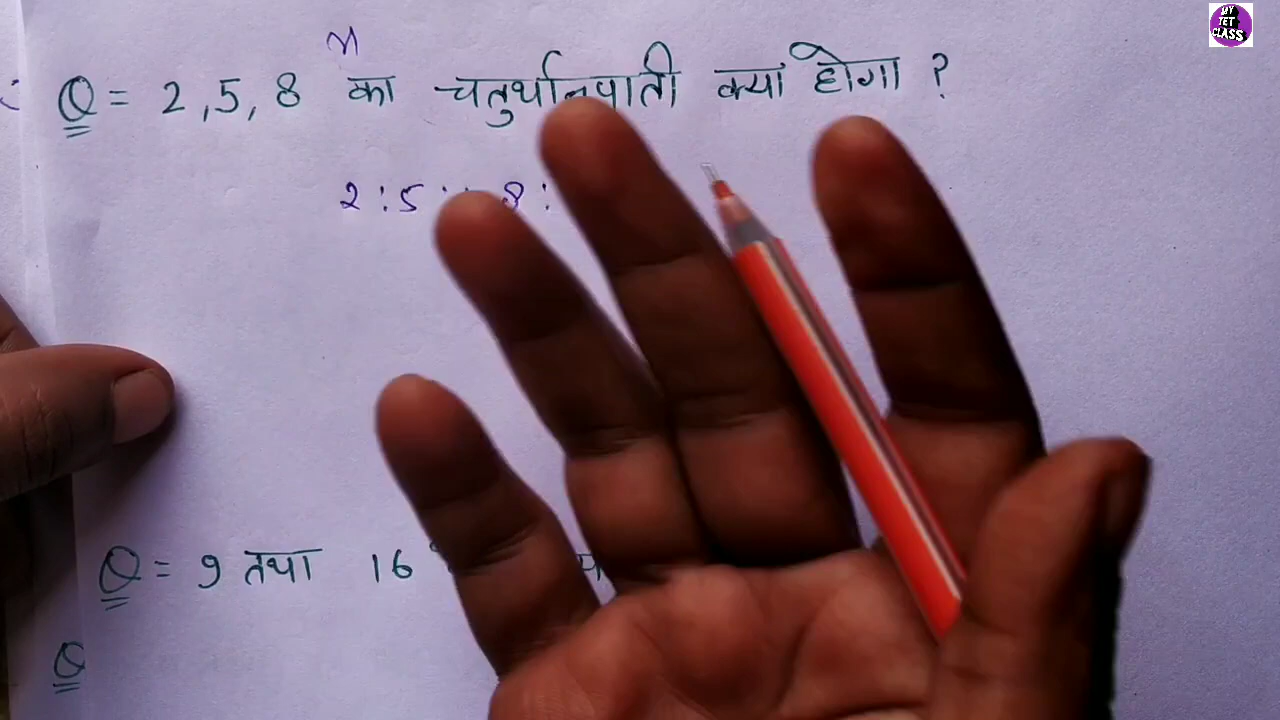 MY
TET
CLASS
x
Q = 2, 5, 8 का चतुर्थानुपाती क्या होगा ?
2 : 5 :: 8 :
Q = 9 तथा 16
Q